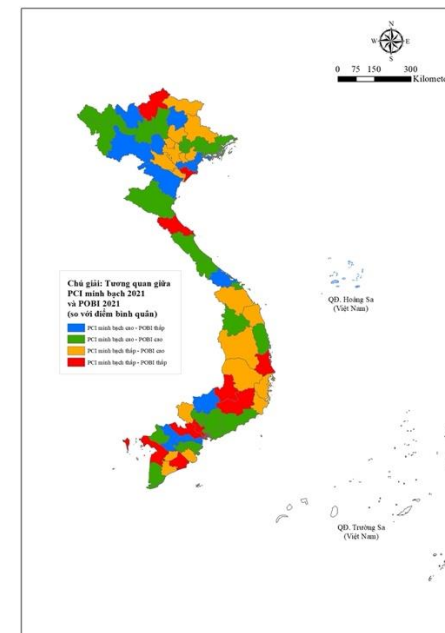 N
W E
S
0 75 150 300
Kilomete
QĐ. Hoàng Sa
(Việt Nam)
Chú giải: Tương quan giữa
PCI minh bạch 2021
và POBI 2021
(so với điểm bình quân)
PCI minh bạch cao - POBI thấp
PCI minh bạch cao - POBI cao
PCI minh bạch thấp - POBI cao
PCI minh bạch thấp - POBI thấp
QĐ. Trường Sa
(Việt Nam)